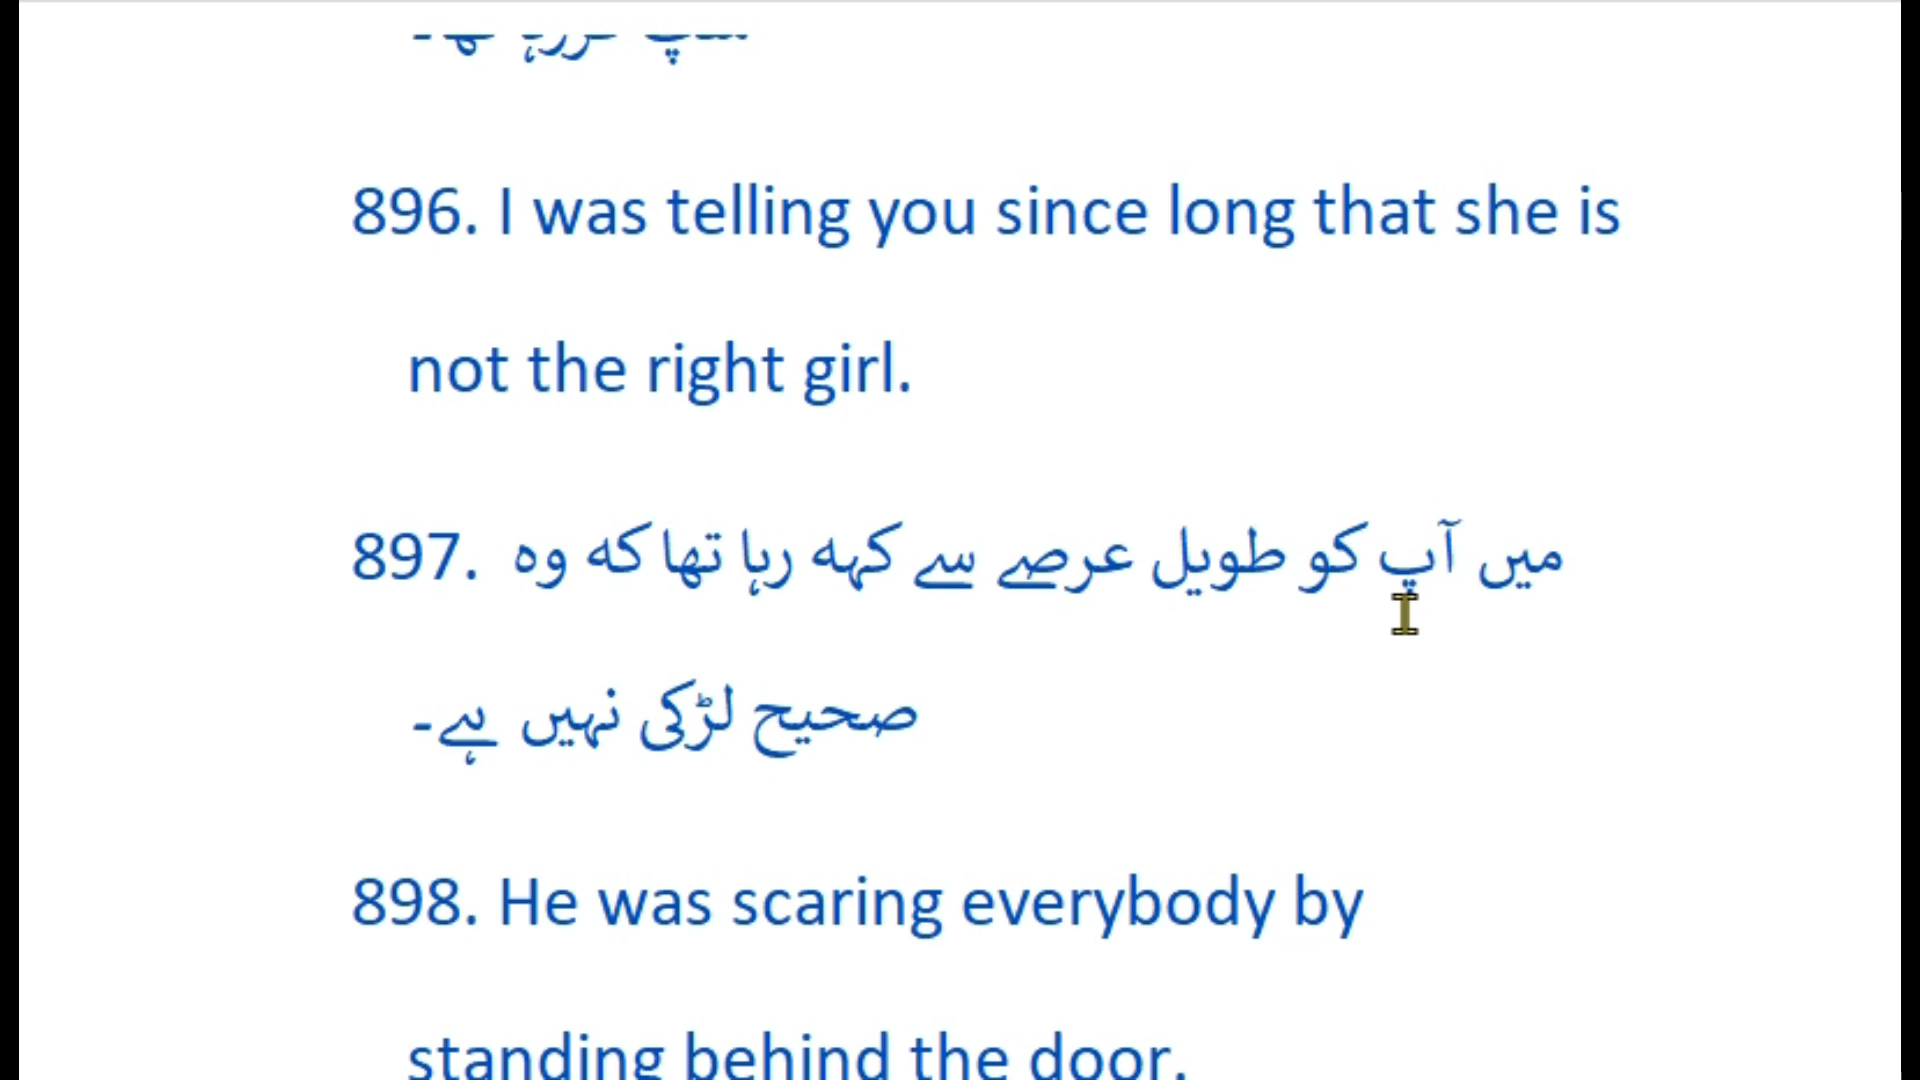 896. I was telling you since long that she is
not the right girl.
897. میں آپ کو طویل عرصے سے کہہ رہا تھا کہ وہ
صحیح لڑکی نہیں ہے۔
898. He was scaring everybody by
standing behind the door.